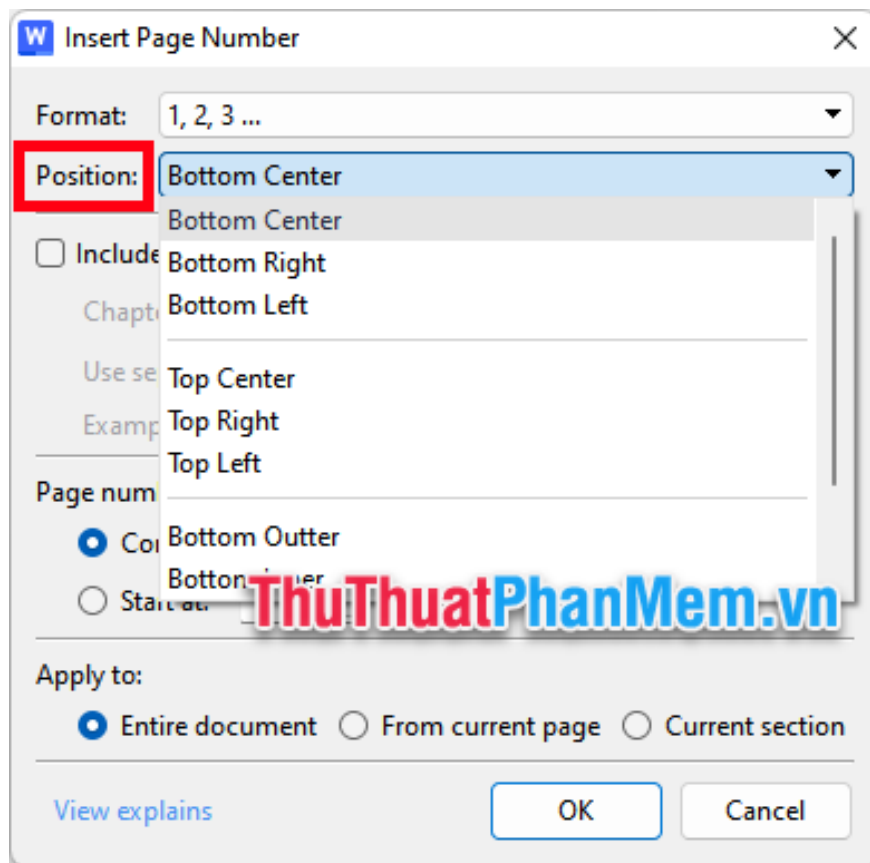 W Insert Page Number
Format: 1, 2, 3 ...
Position: Bottom Center
Bottom Center
Include
Bottom Right
Bottom Left
Top Center
Top Right
Top Left
Page
Bottom Outter
at:
ThuThuatPhanMem.vn
Apply to:
Entire document From current page Current section
View explains OK Cancel